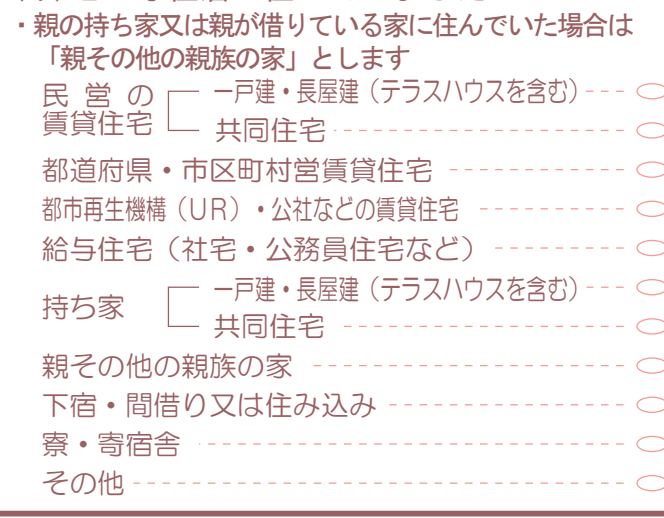 ・親の持ち家又は親が借りている家に住んでいた場合は
「親その他の親族の家」とします
民営の賃貸住宅
一戸建・長屋建（テラスハウスを含む）
共同住宅
都道府県・市区町村営賃貸住宅
都市再生機構（UR）・公社などの賃貸住宅
給与住宅（社宅・公務員住宅など）
持ち家
一戸建・長屋建（テラスハウスを含む）
共同住宅
親その他の親族の家
下宿・間借り又は住み込み
寮・寄宿舎
その他